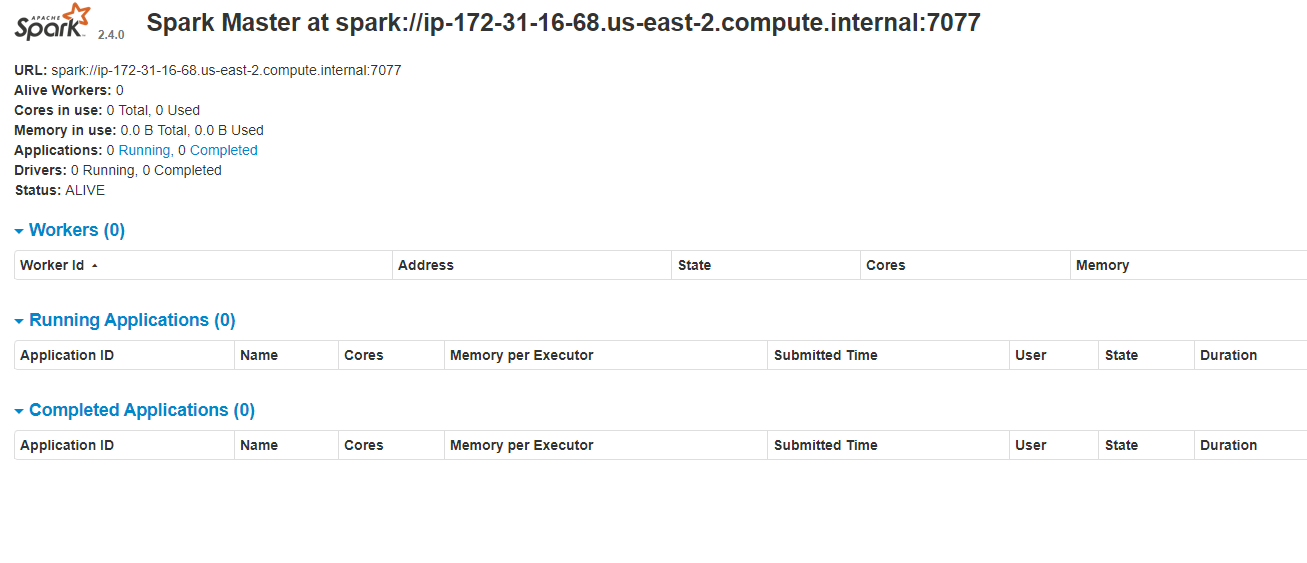 APACHE
Spark 2.4.0 Spark Master at spark://ip-172-31-16-68.us-east-2.compute.internal:7077
URL: spark://ip-172-31-16-68.us-east-2.compute.internal:7077
Alive Workers: 0
Cores in use: 0 Total, 0 Used
Memory in use: 0.0 B Total, 0.0 B Used
Applications: 0 Running, 0 Completed
Drivers: 0 Running, 0 Completed
Status: ALIVE
Workers (0)
Worker Id Address State Cores Memory
Running Applications (0)
Application ID Name Cores Memory per Executor Submitted Time User State Duration
Completed Applications (0)
Application ID Name Cores Memory per Executor Submitted Time User State Duration